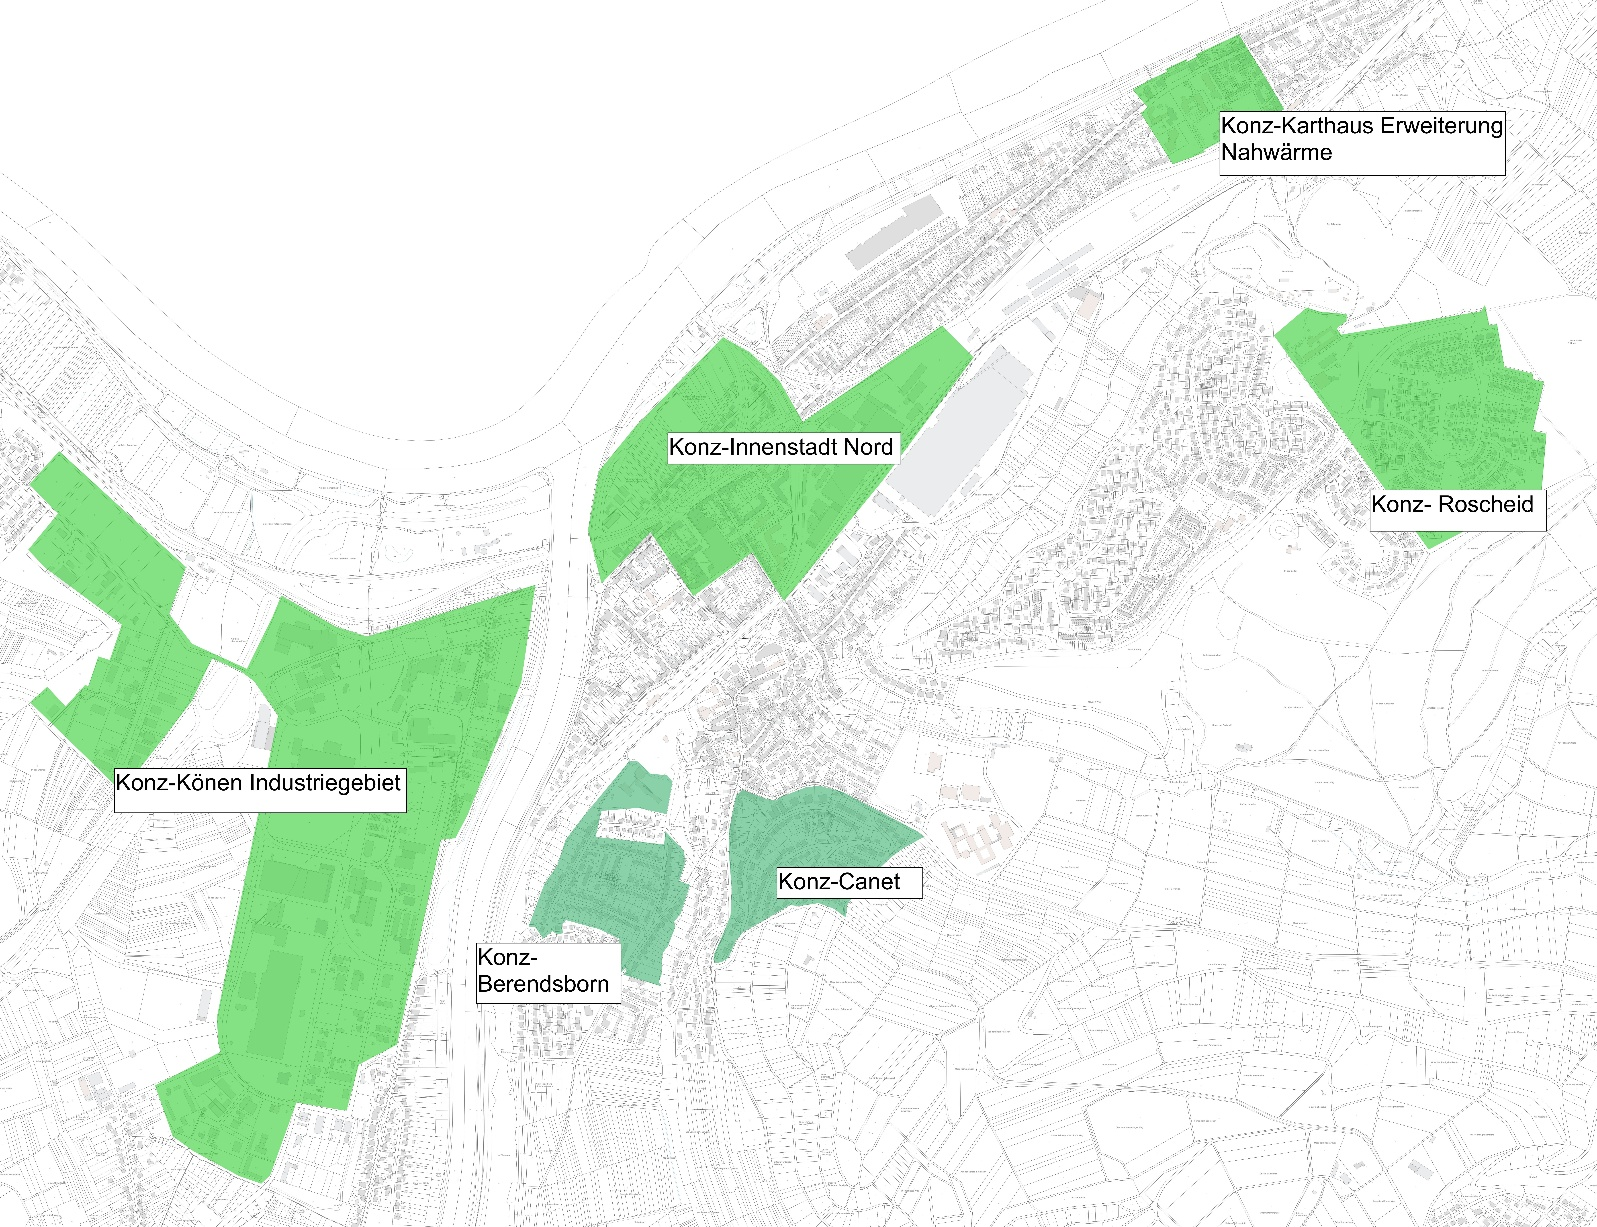 Konz-Karthaus Erweiterung
Nahwärme
Konz-Innenstadt Nord
Konz- Roscheid
Konz-Könen Industriegebiet
Konz-Canet
Konz-
Berendsborn